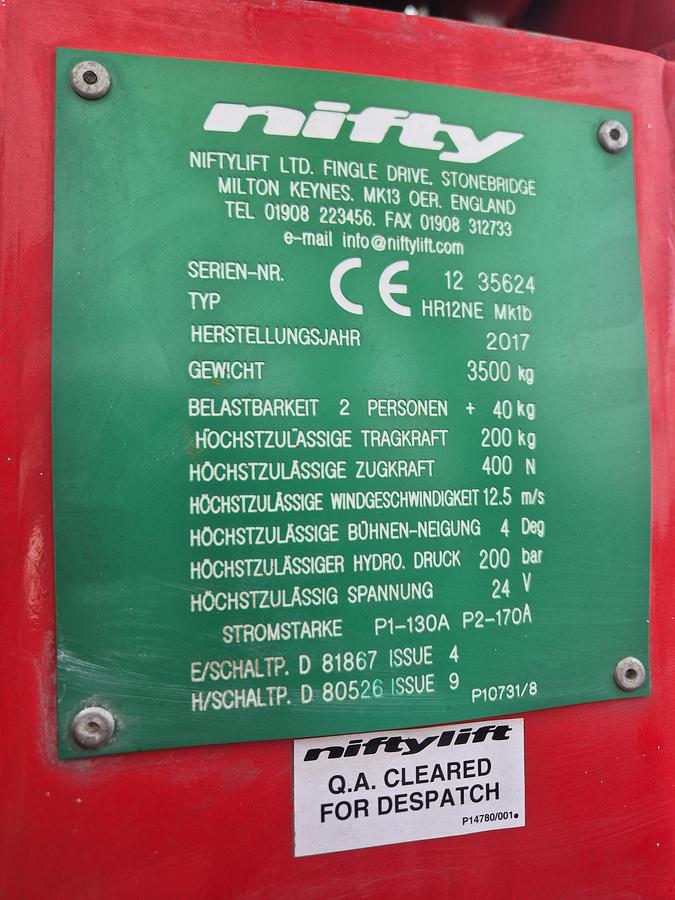 nifty
NIFTYLIFT LTD. FINGLE DRIVE. STONEBRIDGE
MILTON KEYNES. MK13 OER. ENGLAND
TEL 01908 223456. FAX 01908 312733
e-mail info@niftylift.com
SERIEN-NR. CE 12 35624
TYP HR12NE Mk1b
HERSTELLUNGSJAHR 2017
GEWICHT 3500 kg
BELASTBARKEIT 2 PERSONEN + 40 kg
HÖCHSTZULÄSSIGE TRAGKRAFT 200 kg
HÖCHSTZULÄSSIGE ZUGKRAFT 400 N
HÖCHSTZULÄSSIGE WINDGESCHWINDIGKEIT 12.5 m/s
HÖCHSTZULÄSSIGE BÜHNEN-NEIGUNG 4 Deg
HÖCHSTZULÄSSIGER HYDRO. DRUCK 200 bar
HÖCHSTZULÄSSIG SPANNUNG 24 V
STROMSTARKE P1-130A P2-170A
E/SCHALTP. D 81867 ISSUE 4
H/SCHALTP. D 80526 ISSUE 9 P10731/8
niftylift
Q.A. CLEARED
FOR DESPATCH
P14780/001